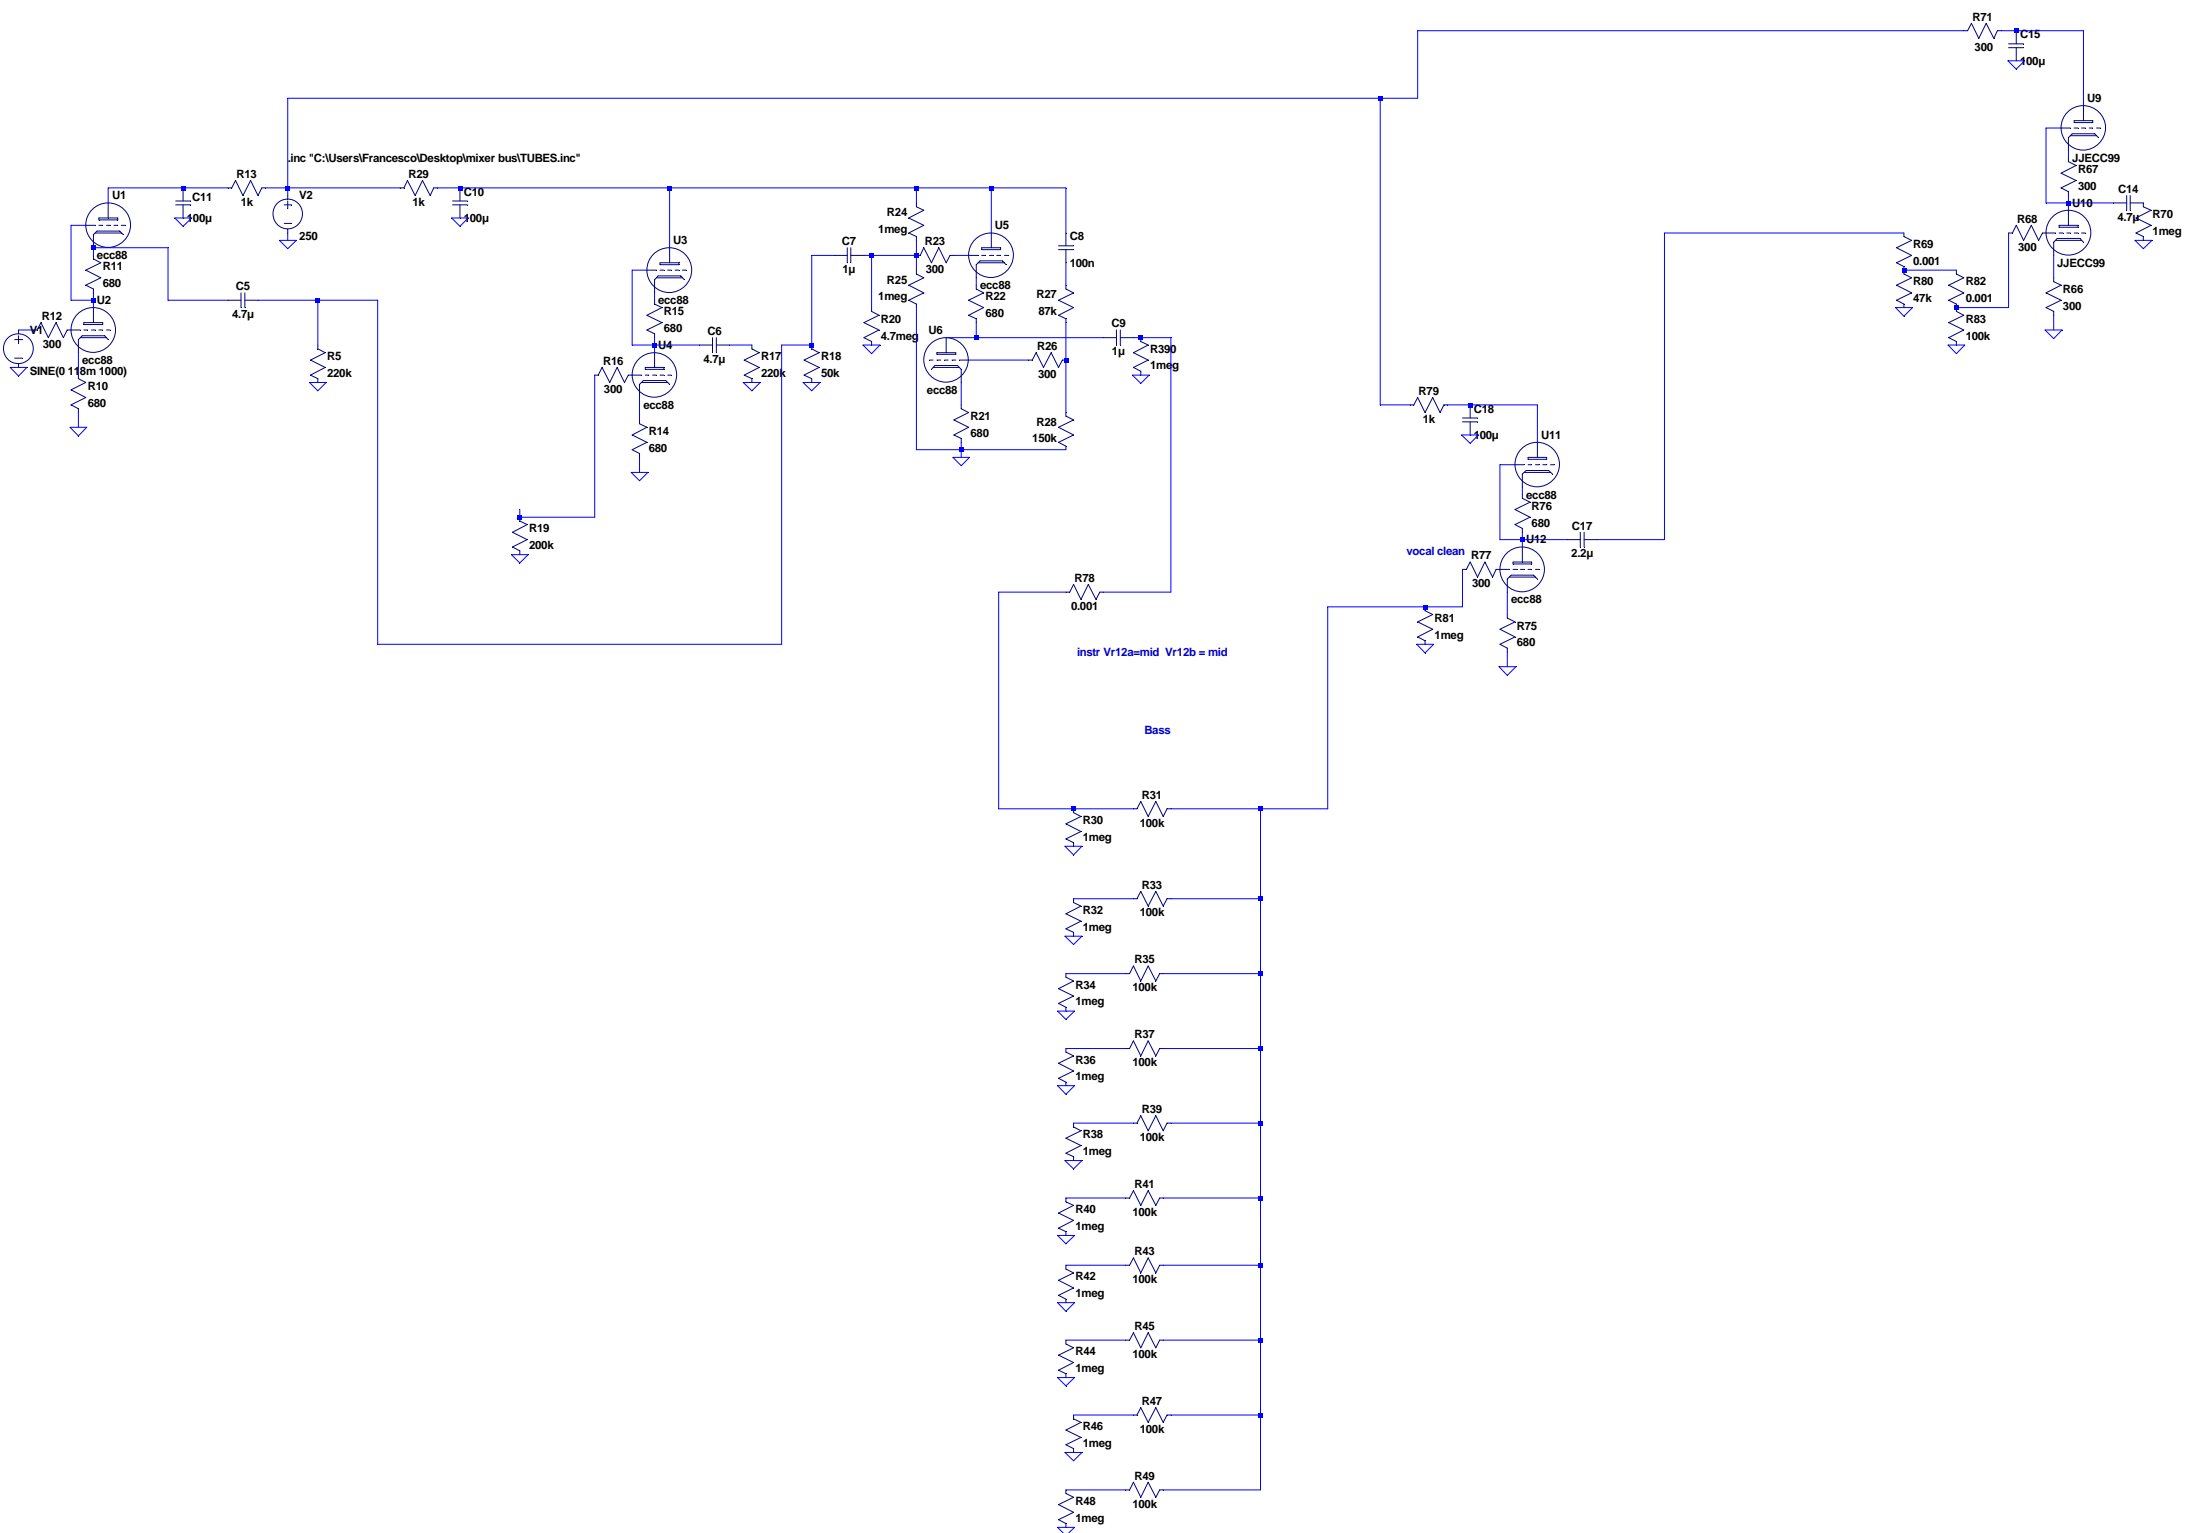 R71
300
C15
100µ
U9
JJECC99
R67
300
C14
4.7µ
R70
1meg
U10
R68
300
JJECC99
R66
300
R69
0.001
R80
47k
R82
0.001
R83
100k
.inc "C:\Users\Francesco\Desktop\mixer bus\TUBES.inc"
U1
C11
100µ
R13
1k
V2
250
R29
1k
C10
100µ
ecc88
R11
680
U2
R12
300
V1
ecc88
SINE(0 118m 1000)
R10
680
C5
4.7µ
R5
220k
U3
ecc88
R15
680
U4
C6
4.7µ
R16
300
R17
220k
ecc88
R14
680
R19
200k
R18
50k
C7
1µ
R24
1meg
R23
300
R25
1meg
R20
4.7meg
U5
ecc88
R22
680
C8
100n
R27
87k
U6
ecc88
R26
300
C9
1µ
R390
1meg
R21
680
R28
150k
R79
1k
C18
100µ
U11
ecc88
R76
680
C17
2.2µ
U12
vocal clean
R77
300
ecc88
R81
1meg
R75
680
R78
0.001
instr Vr12a=mid Vr12b = mid
Bass
R31
100k
R30
1meg
R33
100k
R32
1meg
R35
100k
R34
1meg
R37
100k
R36
1meg
R39
100k
R38
1meg
R41
100k
R40
1meg
R43
100k
R42
1meg
R45
100k
R44
1meg
R47
100k
R46
1meg
R49
100k
R48
1meg